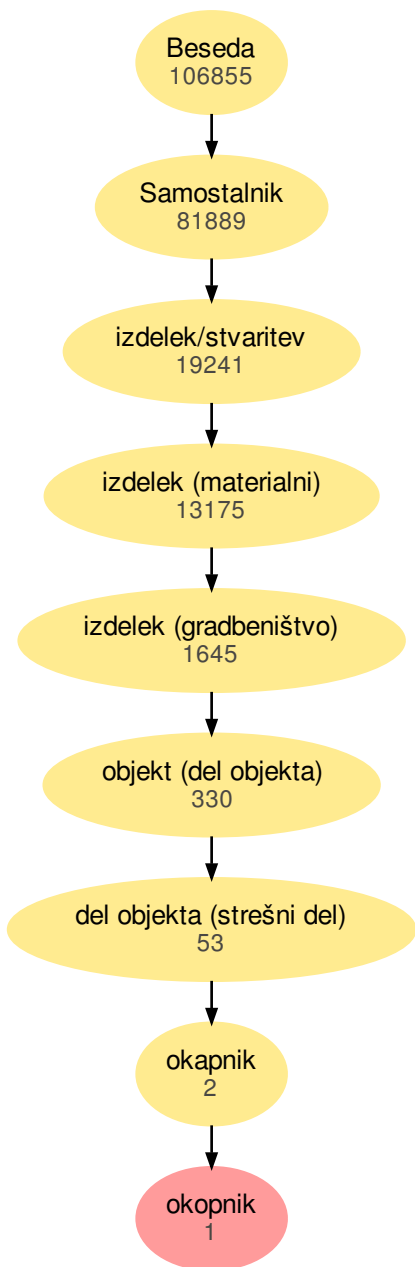 Beseda
106855
Samostalnik
81889
izdelek/stvaritev
19241
izdelek (materialni)
13175
izdelek (gradbeništvo)
1645
objekt (del objekta)
330
del objekta (strešni del)
53
okapnik
2
okopnik
1